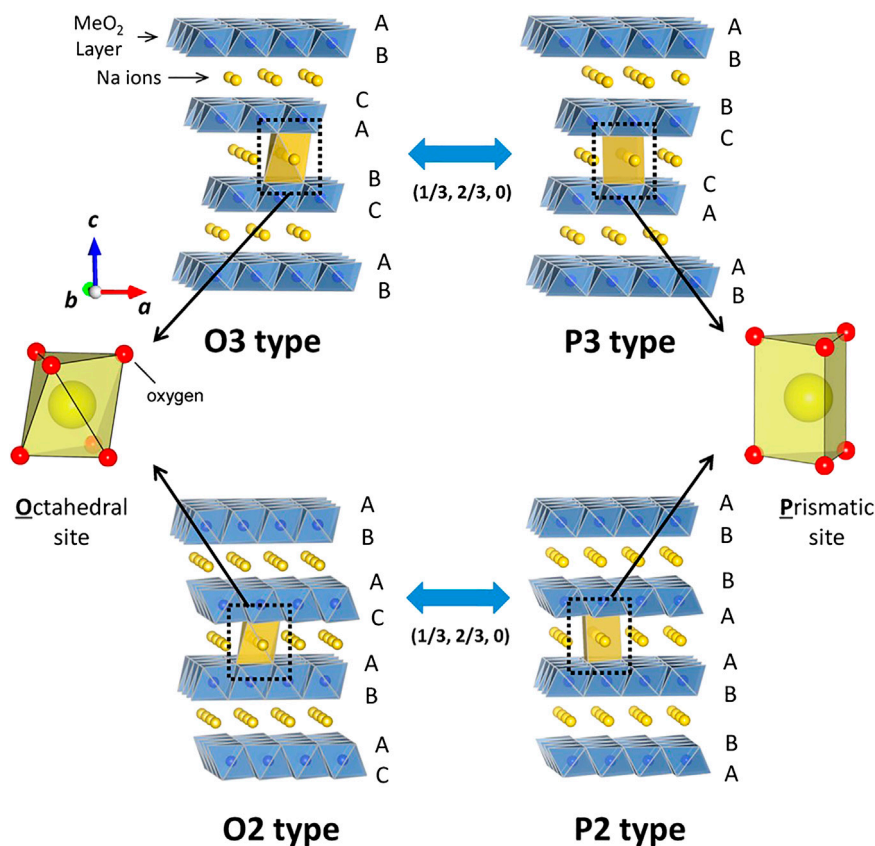 MeO2
Layer
Na ions
A
B
C
A
B
C
A
B
A
B
B
C
C
A
A
B
(1/3, 2/3, 0)
c
b
a
O3 type
P3 type
oxygen
Octahedral
site
Prismatic
site
A
B
A
C
A
B
A
C
A
B
B
A
A
B
B
A
(1/3, 2/3, 0)
O2 type
P2 type